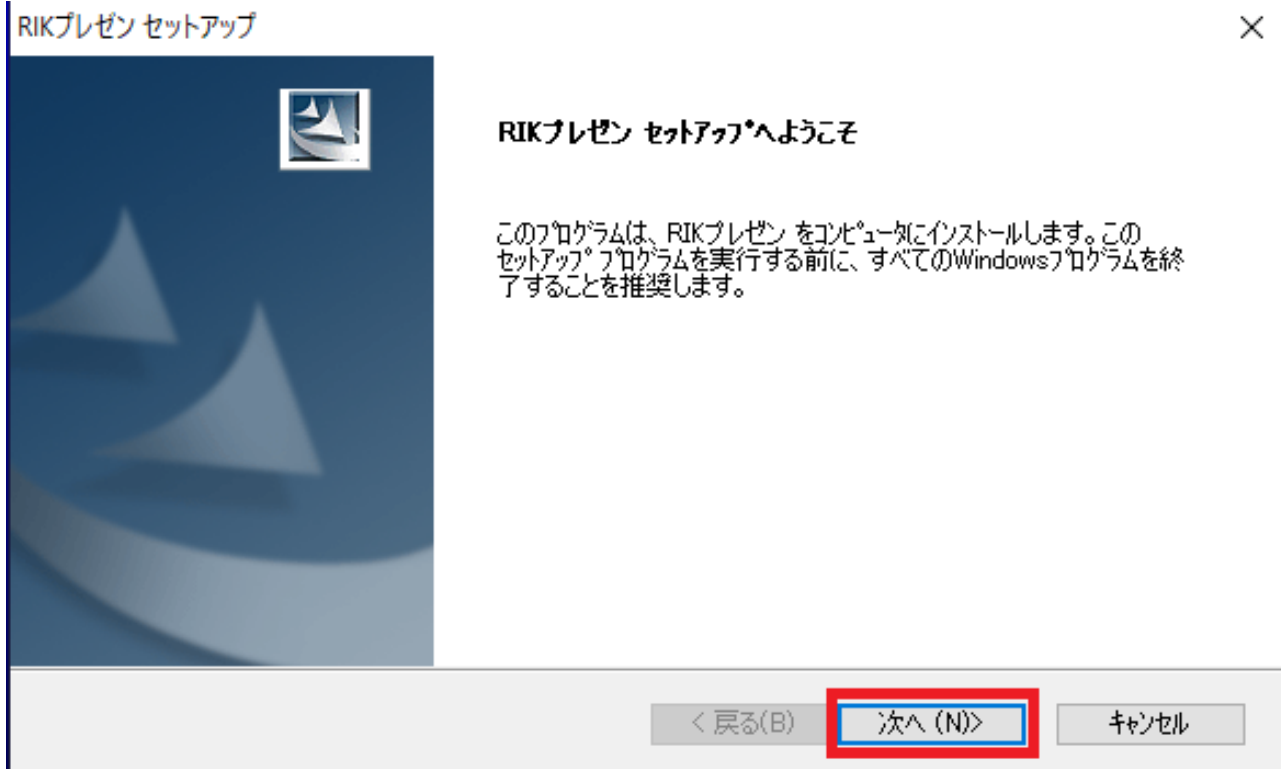 RIKプレゼン セットアップ
RIKプレゼン ｾｯﾄｱｯﾌﾟへようこそ
このﾌﾟﾛｸﾞﾗﾑは、RIKプレゼン をｺﾝﾋﾟｭｰﾀにｲﾝｽﾄｰﾙします。この
ｾｯﾄｱｯﾌﾟ ﾌﾟﾛｸﾞﾗﾑを実行する前に、すべてのWindowsﾌﾟﾛｸﾞﾗﾑを終
了することを推奨します。
< 戻る(B)
次へ (N)>
ｷｬﾝｾﾙ